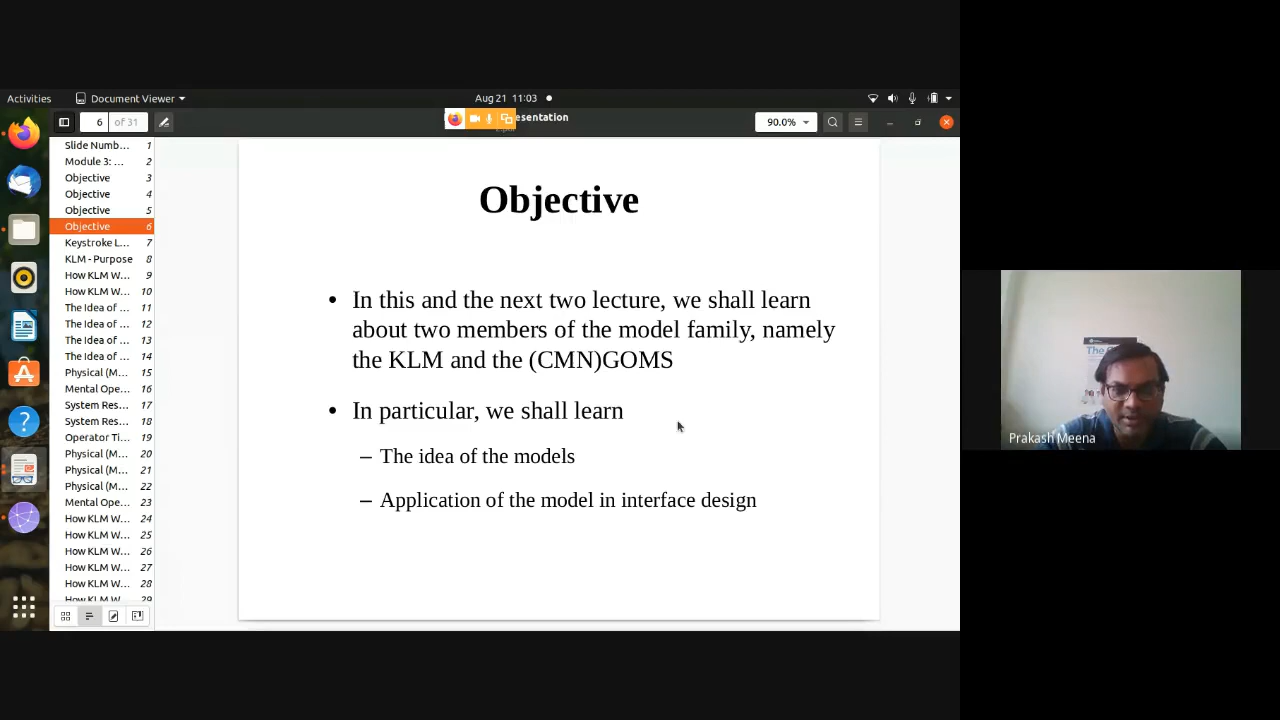 Activities
Document Viewer
Aug 21 11:03
6
of 31
esentation
90.0%
Slide Numb... 1
Module 3: ... 2
Objective 3
Objective 4
Objective 5
Objective 6
Keystroke L... 7
KLM - Purpose 8
How KLM W... 9
How KLM W... 10
The Idea of ... 11
The Idea of ... 12
The Idea of ... 13
The Idea of ... 14
Physical (M... 15
Mental Ope... 16
System Res... 17
System Res... 18
Operator Ti... 19
Physical (M... 20
Physical (M... 21
Physical (M... 22
Mental Ope... 23
How KLM W... 24
How KLM W... 25
How KLM W... 26
How KLM W... 27
How KLM W... 28
How KLM W... 29
Objective
• In this and the next two lecture, we shall learn
about two members of the model family, namely
the KLM and the (CMN)GOMS
• In particular, we shall learn
– The idea of the models
– Application of the model in interface design
Prakash Meena